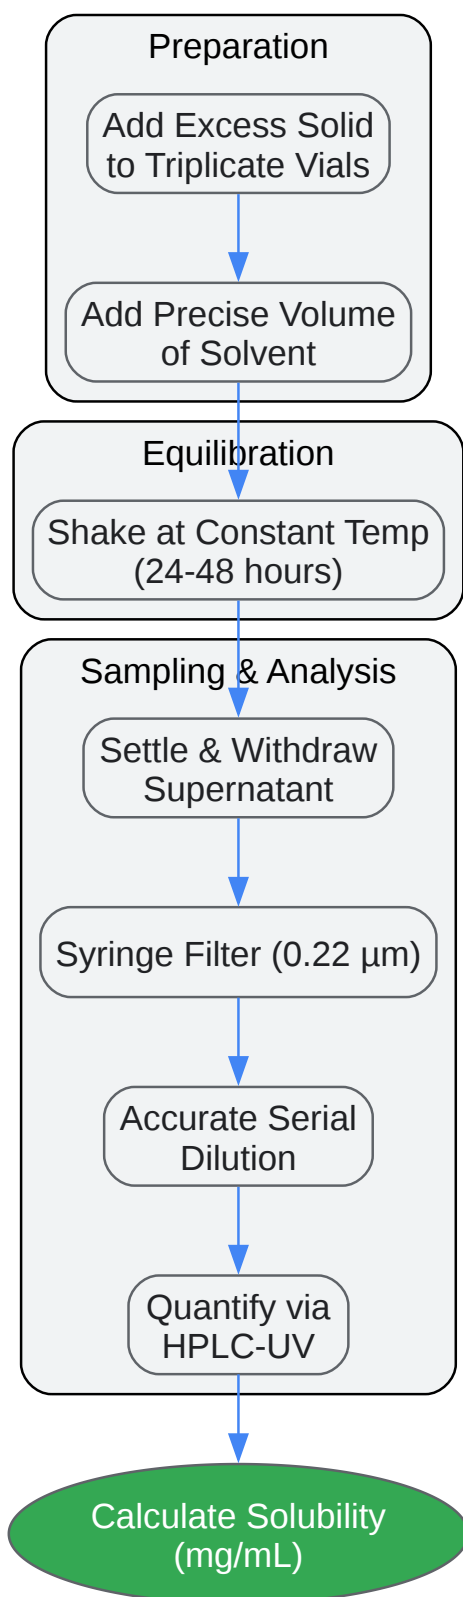 Preparation
Add Excess Solid
to Triplicate Vials
Add Precise Volume
of Solvent
Equilibration
Shake at Constant Temp
(24-48 hours)
Sampling & Analysis
Settle & Withdraw
Supernatant
Syringe Filter (0.22 µm)
Accurate Serial
Dilution
Quantify via
HPLC-UV
Calculate Solubility
(mg/mL)